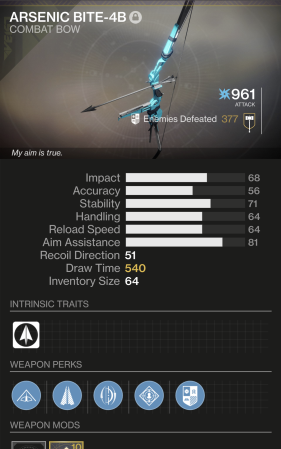 ARSENIC BITE-4B
COMBAT BOW
961
ATTACK
Enemies Defeated 377
My aim is true.
Impact 68
Accuracy 56
Stability 71
Handling 64
Reload Speed 64
Aim Assistance 81
Recoil Direction 51
Draw Time 540
Inventory Size 64
INTRINSIC TRAITS
WEAPON PERKS
WEAPON MODS
10